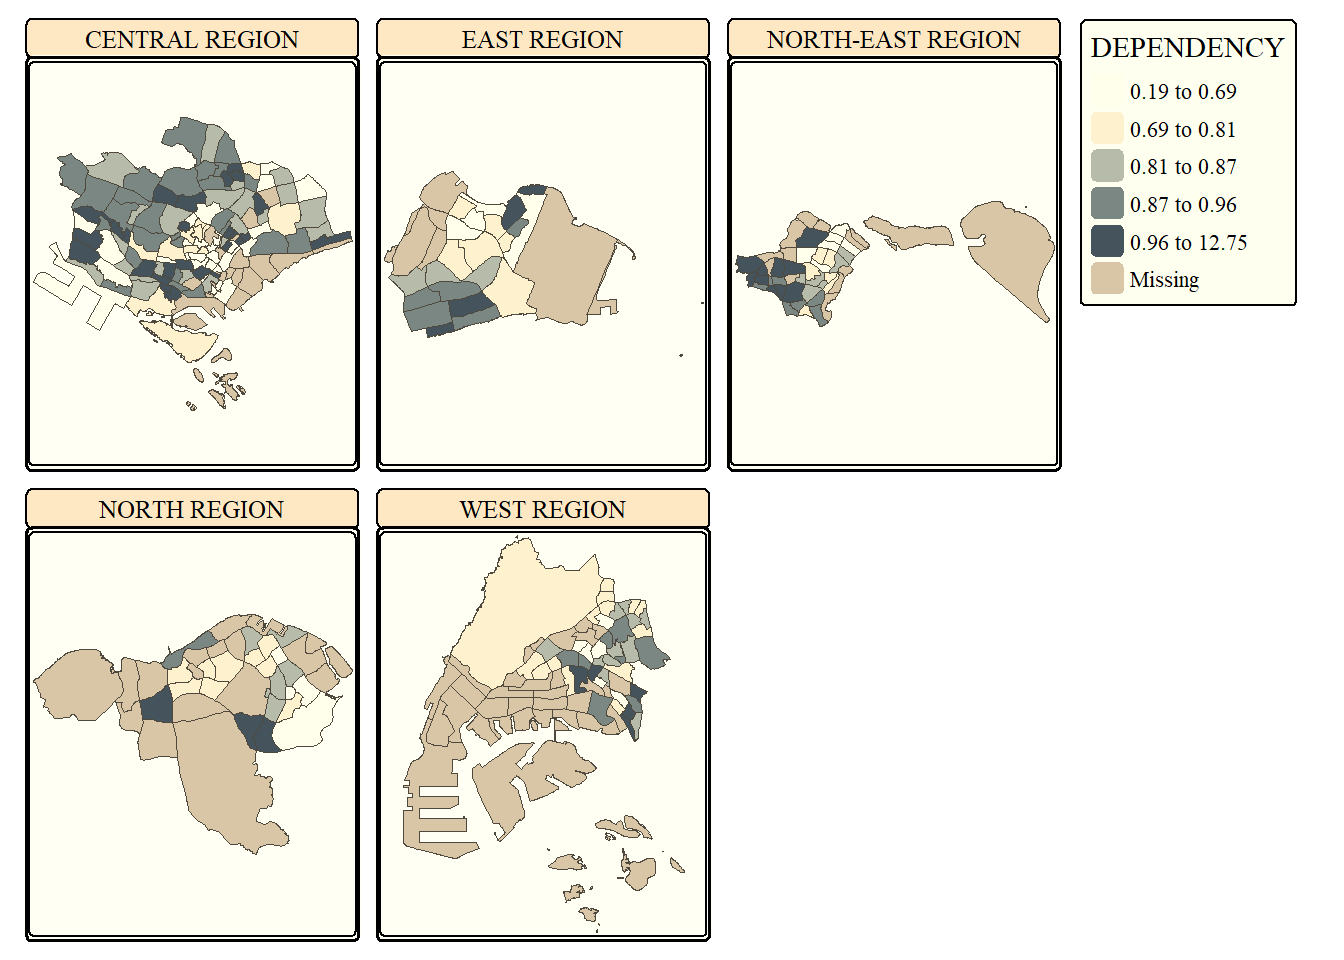 CENTRAL REGION
EAST REGION
NORTH-EAST REGION
DEPENDENCY
0.19 to 0.69
0.69 to 0.81
0.81 to 0.87
0.87 to 0.96
0.96 to 12.75
Missing
NORTH REGION
WEST REGION